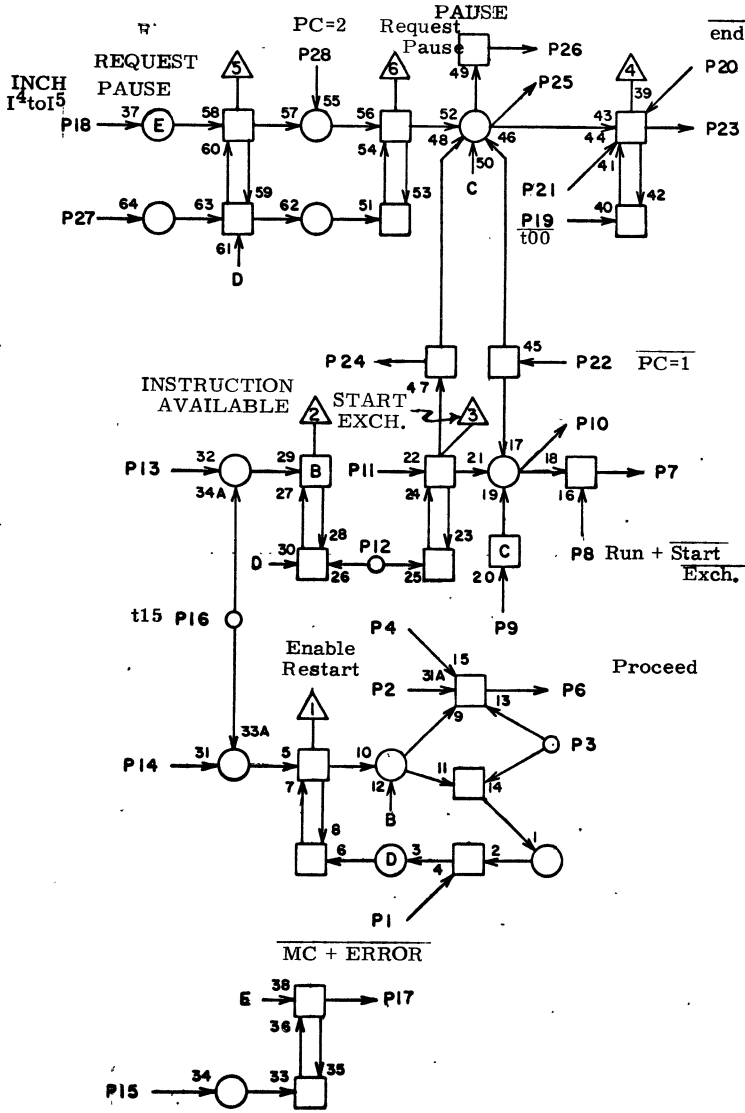 PAUSE
PC=2
Request
Pause
end
REQUEST
PAUSE
INCH
I⁴toI⁵
P28
5
6
49
P26
P25
4
39
P20
P18
37
E
58
57
55
56
52
46
43
44
P23
60
54
48
50
C
41
P21
59
53
42
P27
64
63
62
51
P19
t00
40
61
D
P24
47
45
P22
PC=1
INSTRUCTION
AVAILABLE
START
EXCH.
2
3
P10
17
P13
32
29
B
P11
22
21
18
P7
34A
27
24
19
16
28
23
D
30
26
P12
25
C
20
P8
Run + Start
Exch.
P9
t15
P16
P4
Enable
Restart
15
Proceed
P2
31A
P6
1
9
13
33A
P3
P14
31
5
10
11
14
7
12
B
8
1
6
D
3
2
4
P1
MC + ERROR
E
38
P17
36
35
P15
34
33